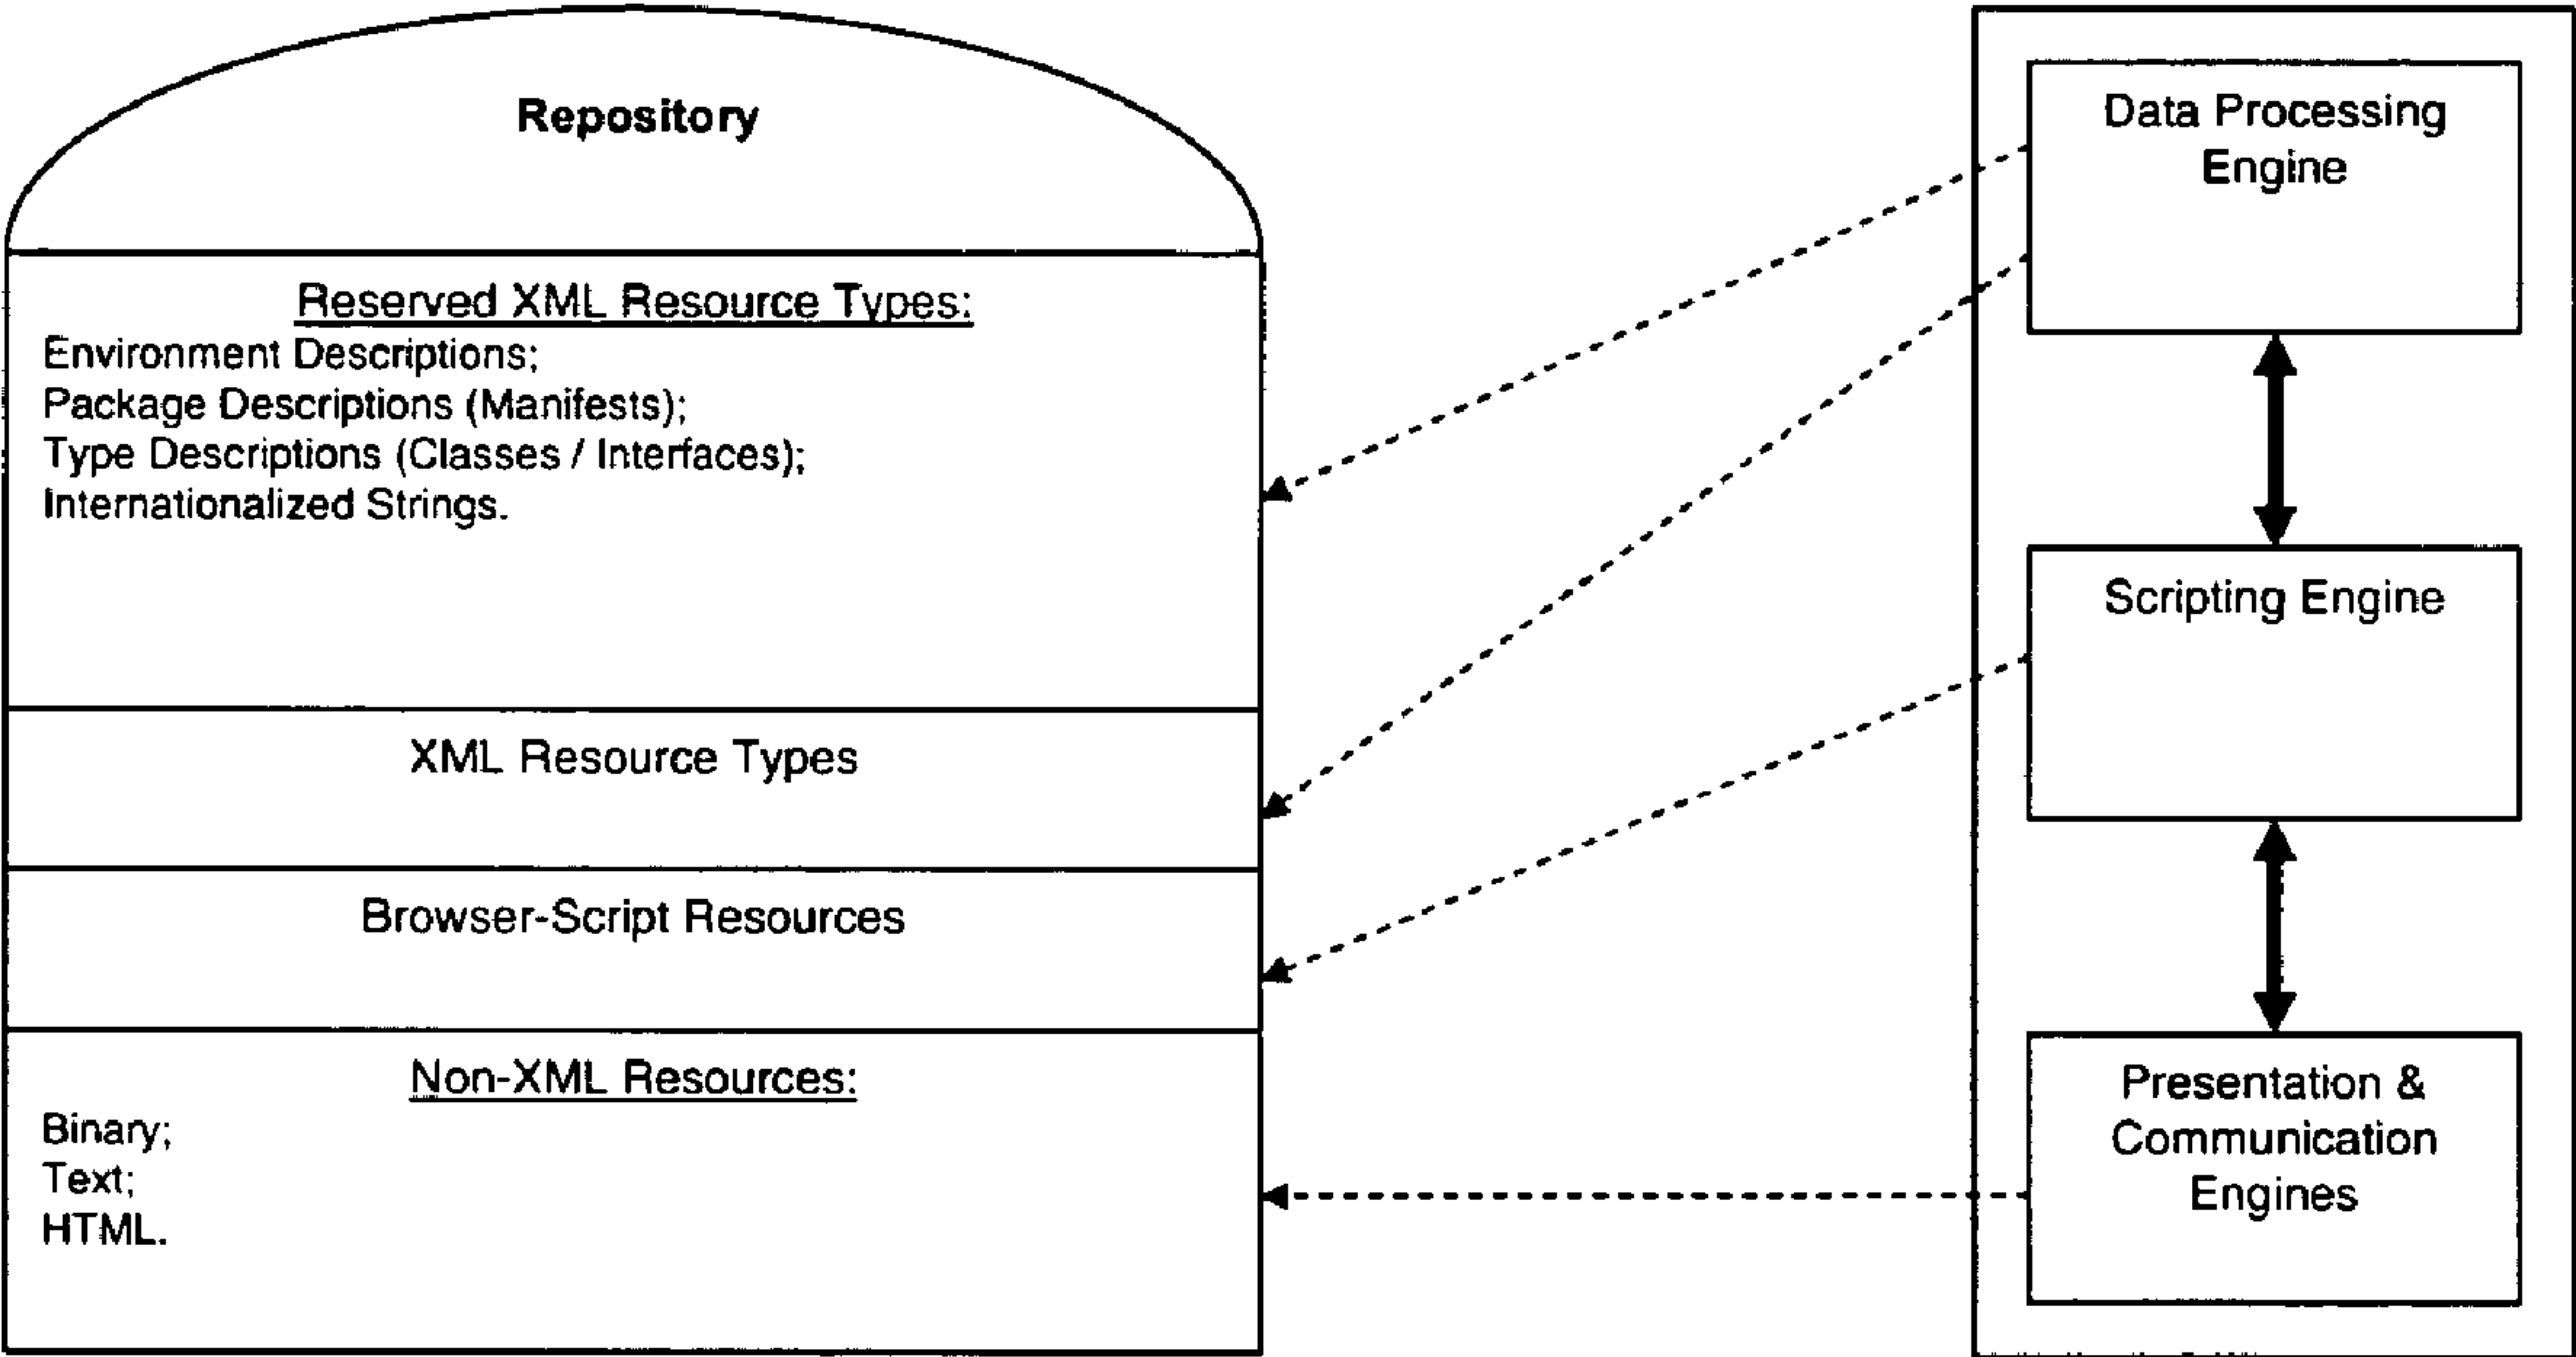 Repository
Reserved XML Resource Types:
Environment Descriptions;
Package Descriptions (Manifests);
Type Descriptions (Classes / Interfaces);
Internationalized Strings.
XML Resource Types
Browser-Script Resources
Non-XML Resources:
Binary;
Text;
HTML.
Data Processing
Engine
Scripting Engine
Presentation &
Communication
Engines